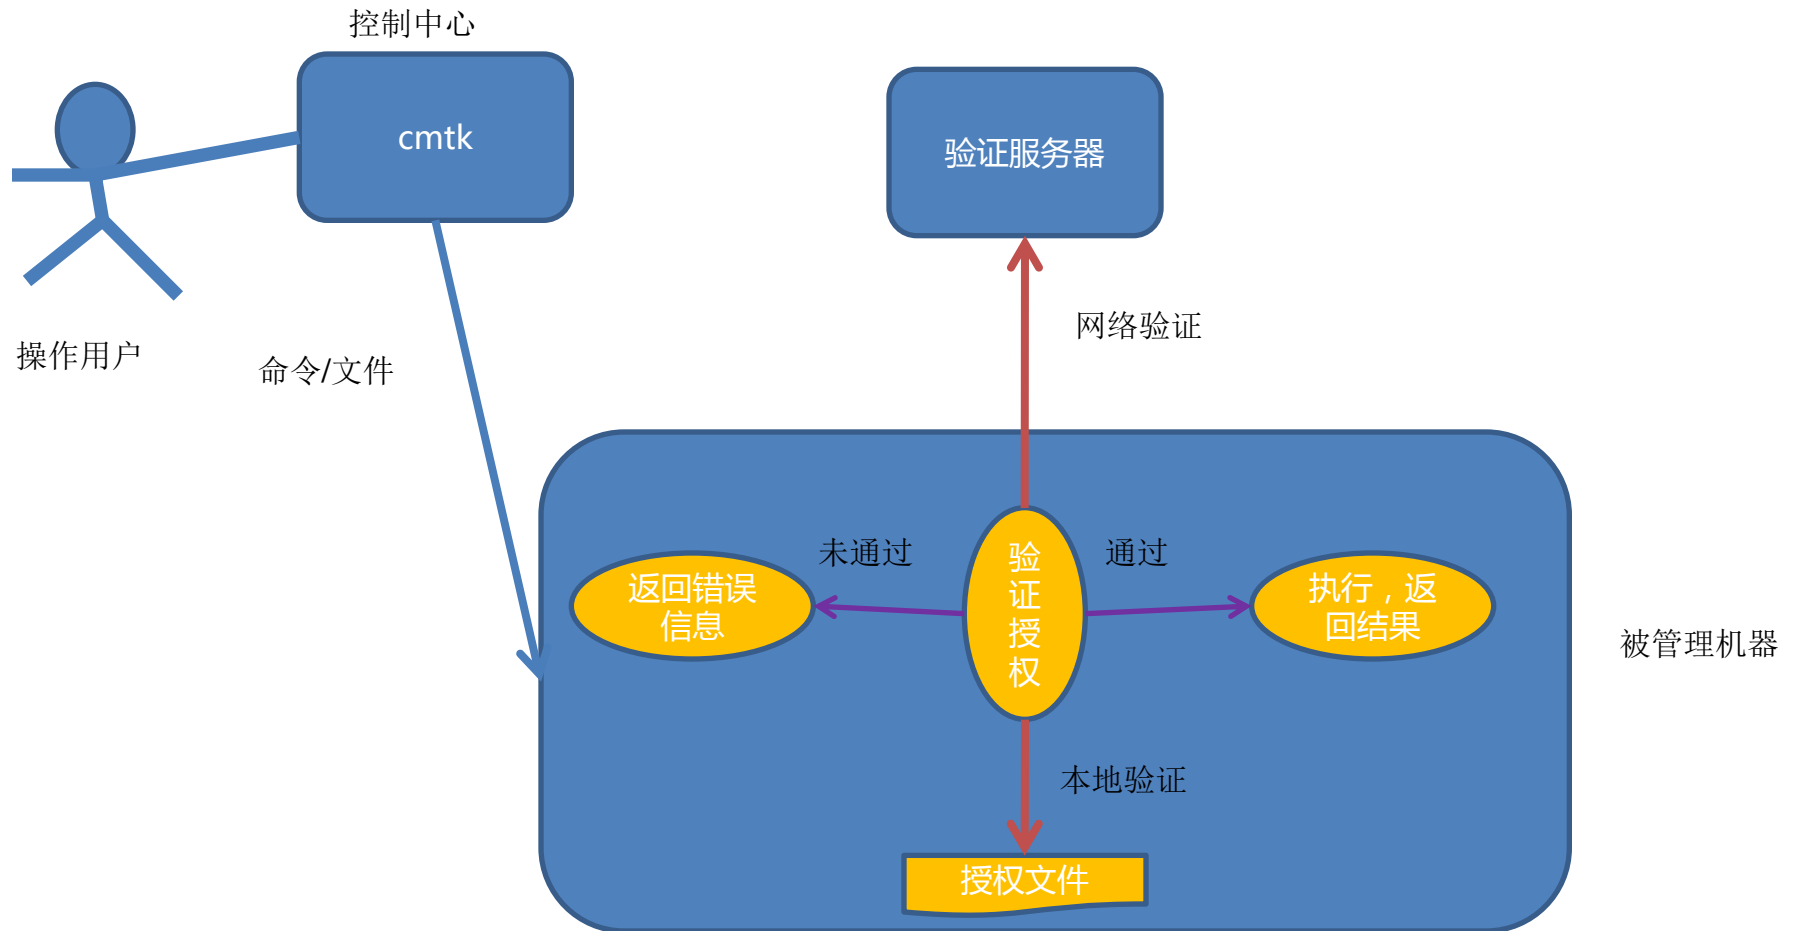 控制中心
cmtk
验证服务器
网络验证
操作用户
命令/文件
未通过
通过
验
证
授
权
返回错误
信息
执行，返
回结果
被管理机器
本地验证
授权文件